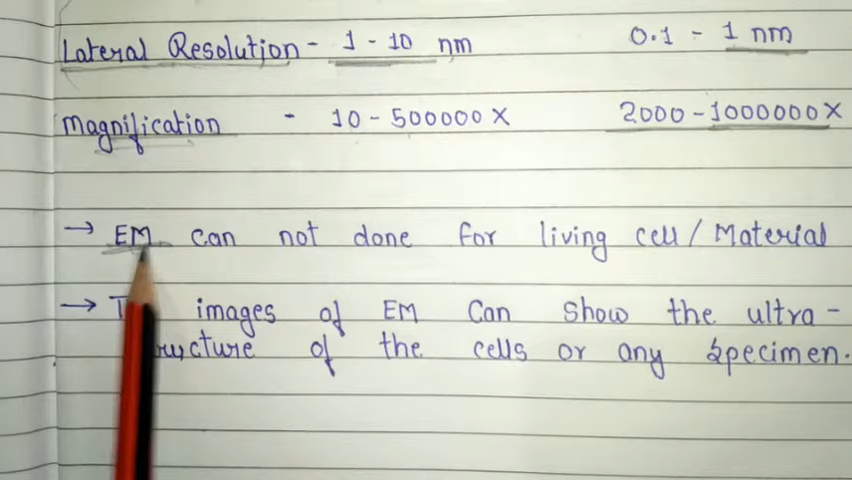 Lateral Resolution - 1 - 10 nm 0.1 - 1 nm
Magnification - 10 - 500000 X 2000 - 1000000 X
→ EM can not done for living cell / Material
→ images of EM Can show the ultra -
of the cells or any specimen.